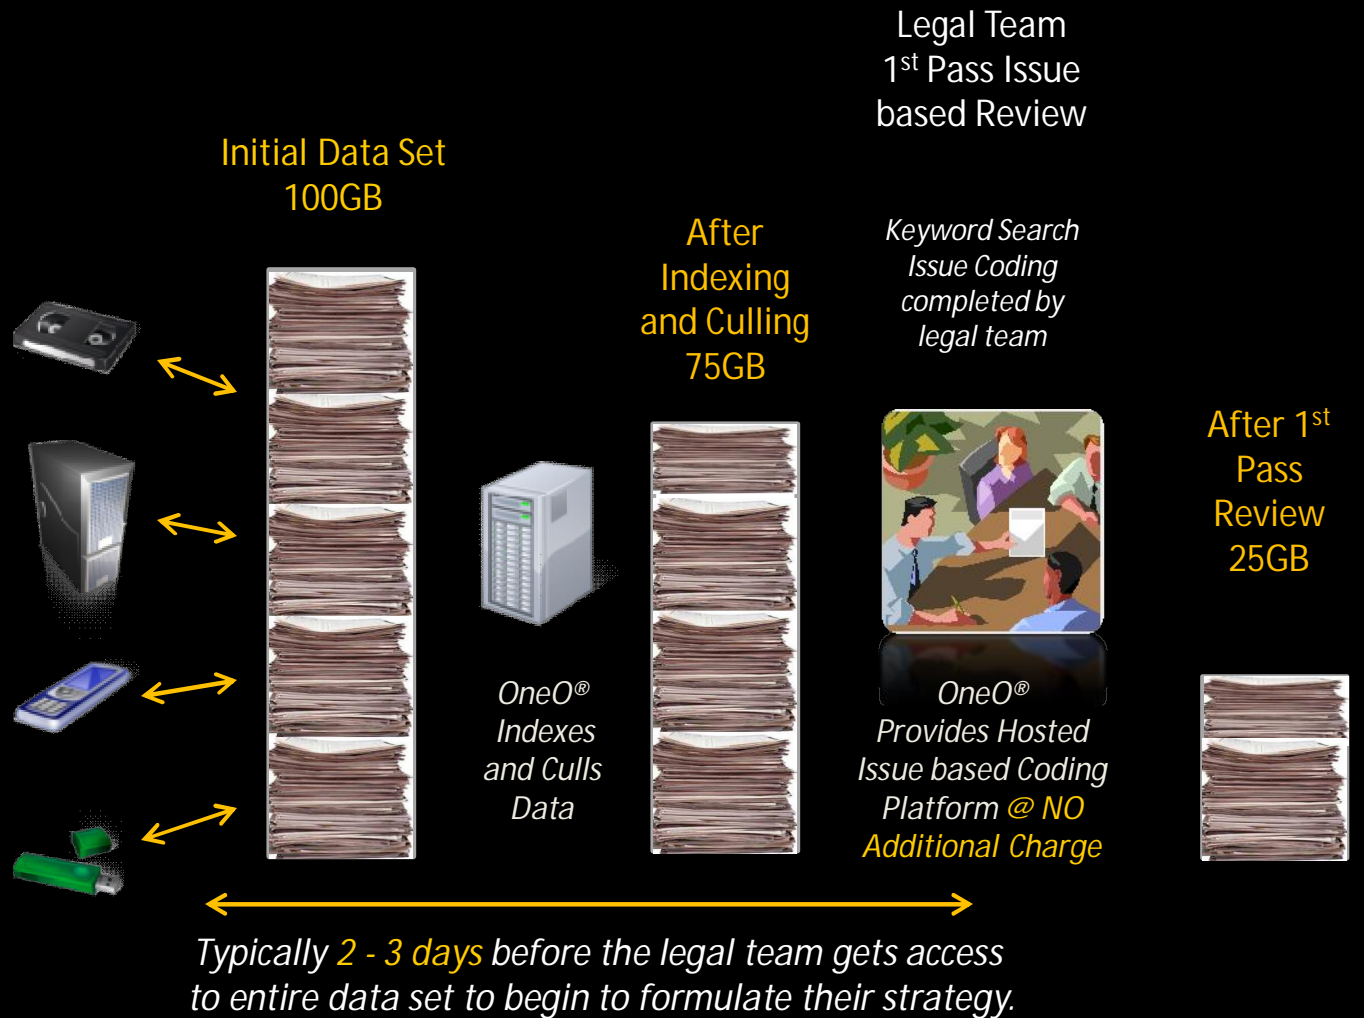 Legal Team
1st Pass Issue
based Review
Initial Data Set
100GB
After
Indexing
and Culling
75GB
Keyword Search
Issue Coding
completed by
legal team
After 1st
Pass
Review
25GB
OneO®
Indexes
and Culls
Data
OneO®
Provides Hosted
Issue based Coding
Platform @ NO
Additional Charge
Typically 2 - 3 days before the legal team gets access
to entire data set to begin to formulate their strategy.